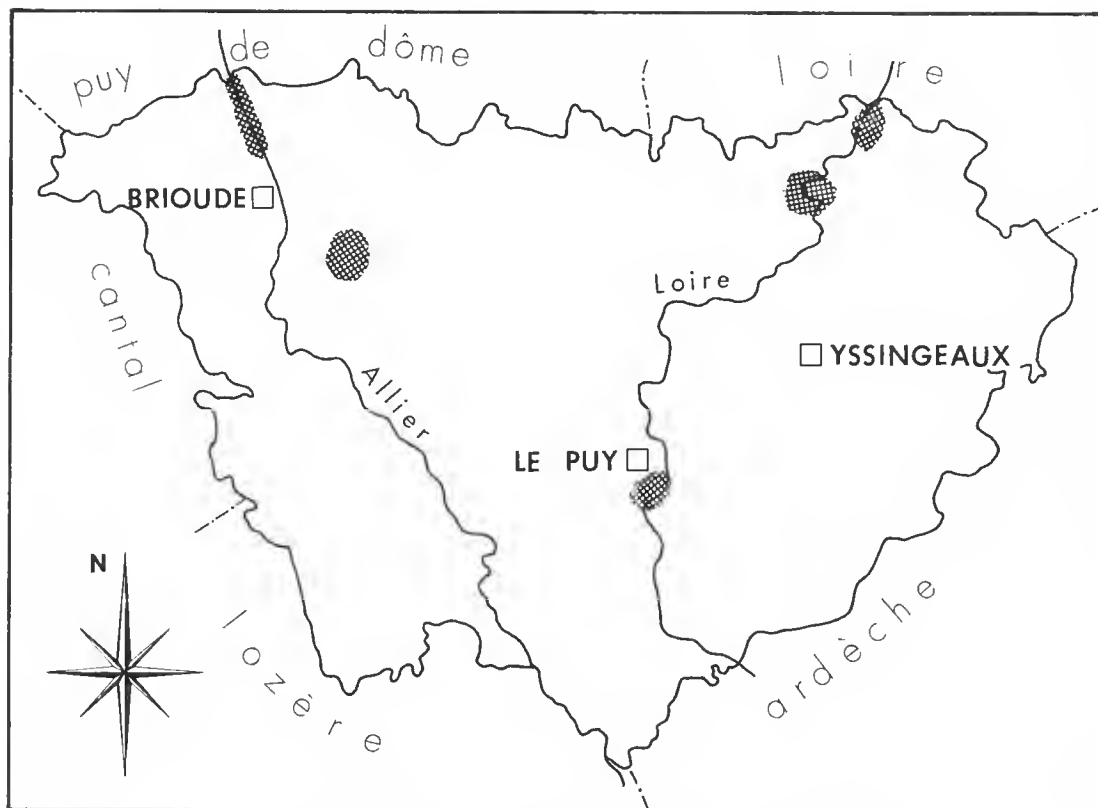 puy de dôme
loire
BRIOUDE
cantal
Loire
YSSINGEAUX
Allier
LE PUY
N
lozère
ardèche